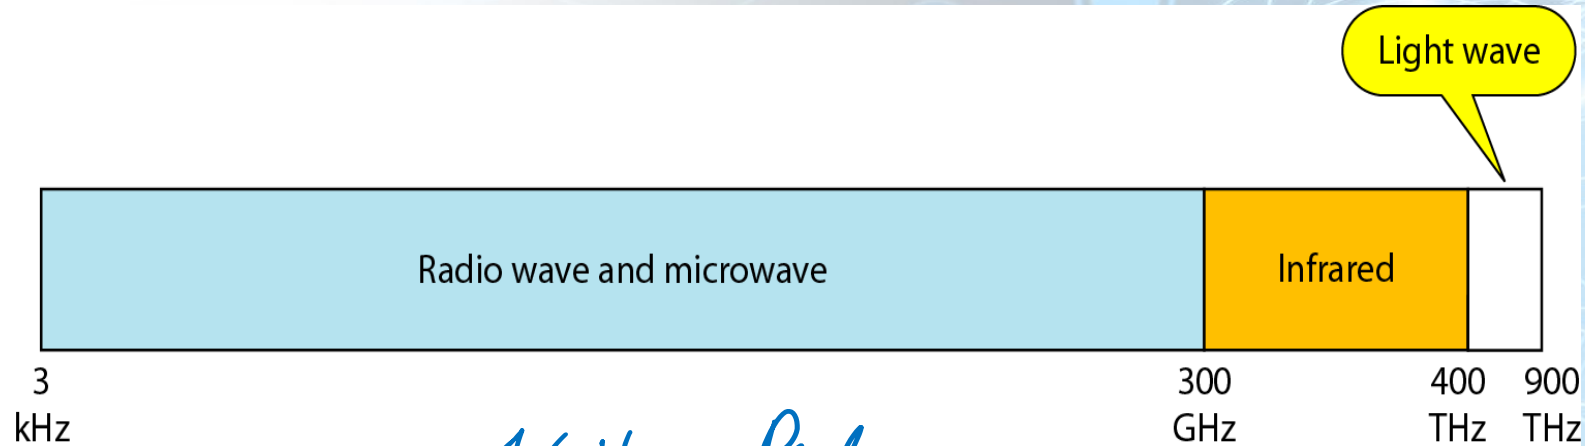 Light wave
Radio wave and microwave
Infrared
3
kHz
300
GHz
400
THz
900
THz